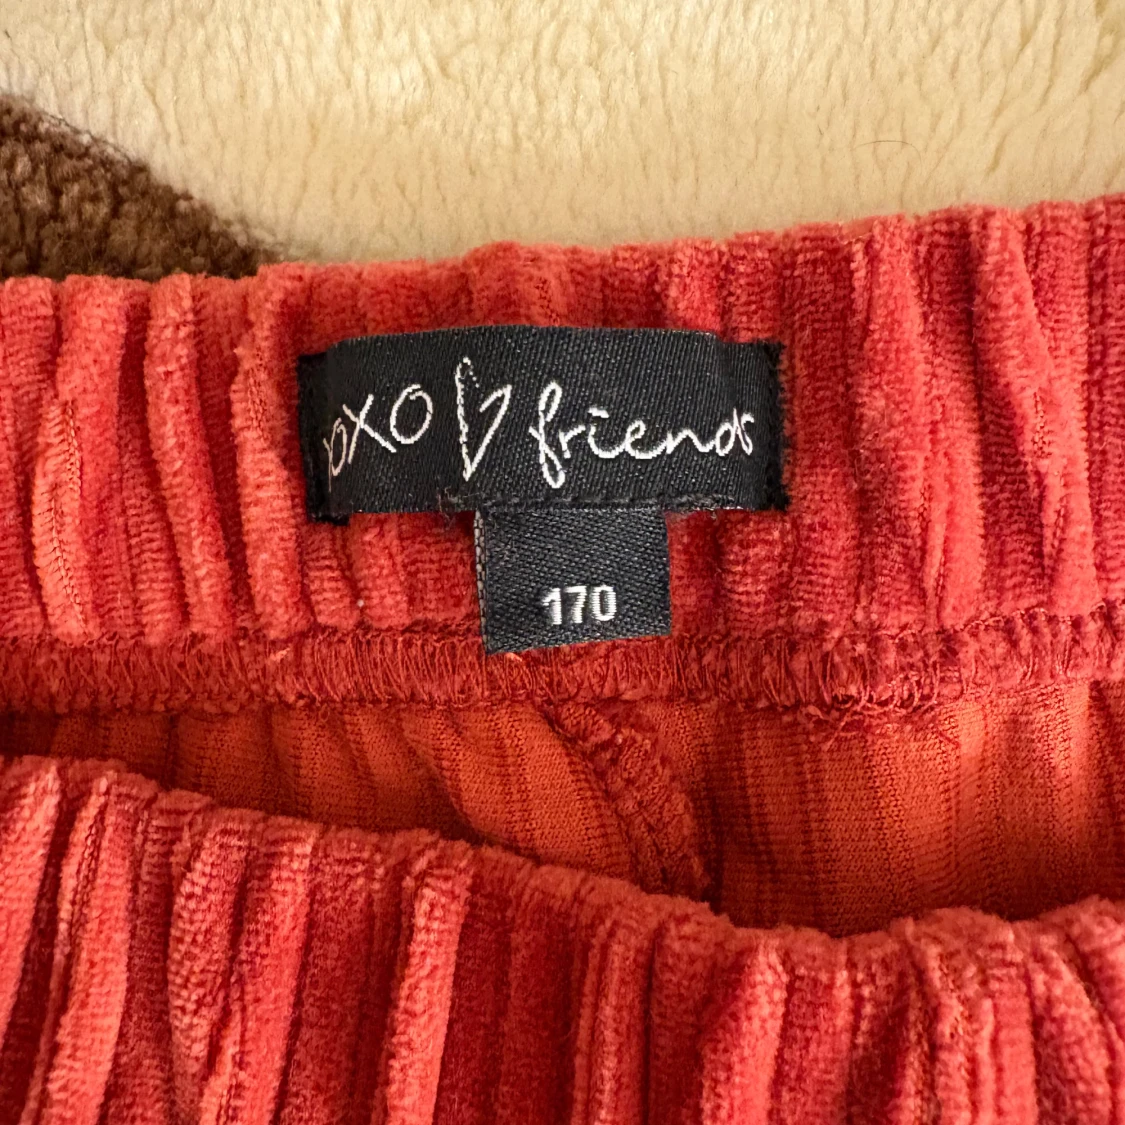 xoxo ♡ friends
170